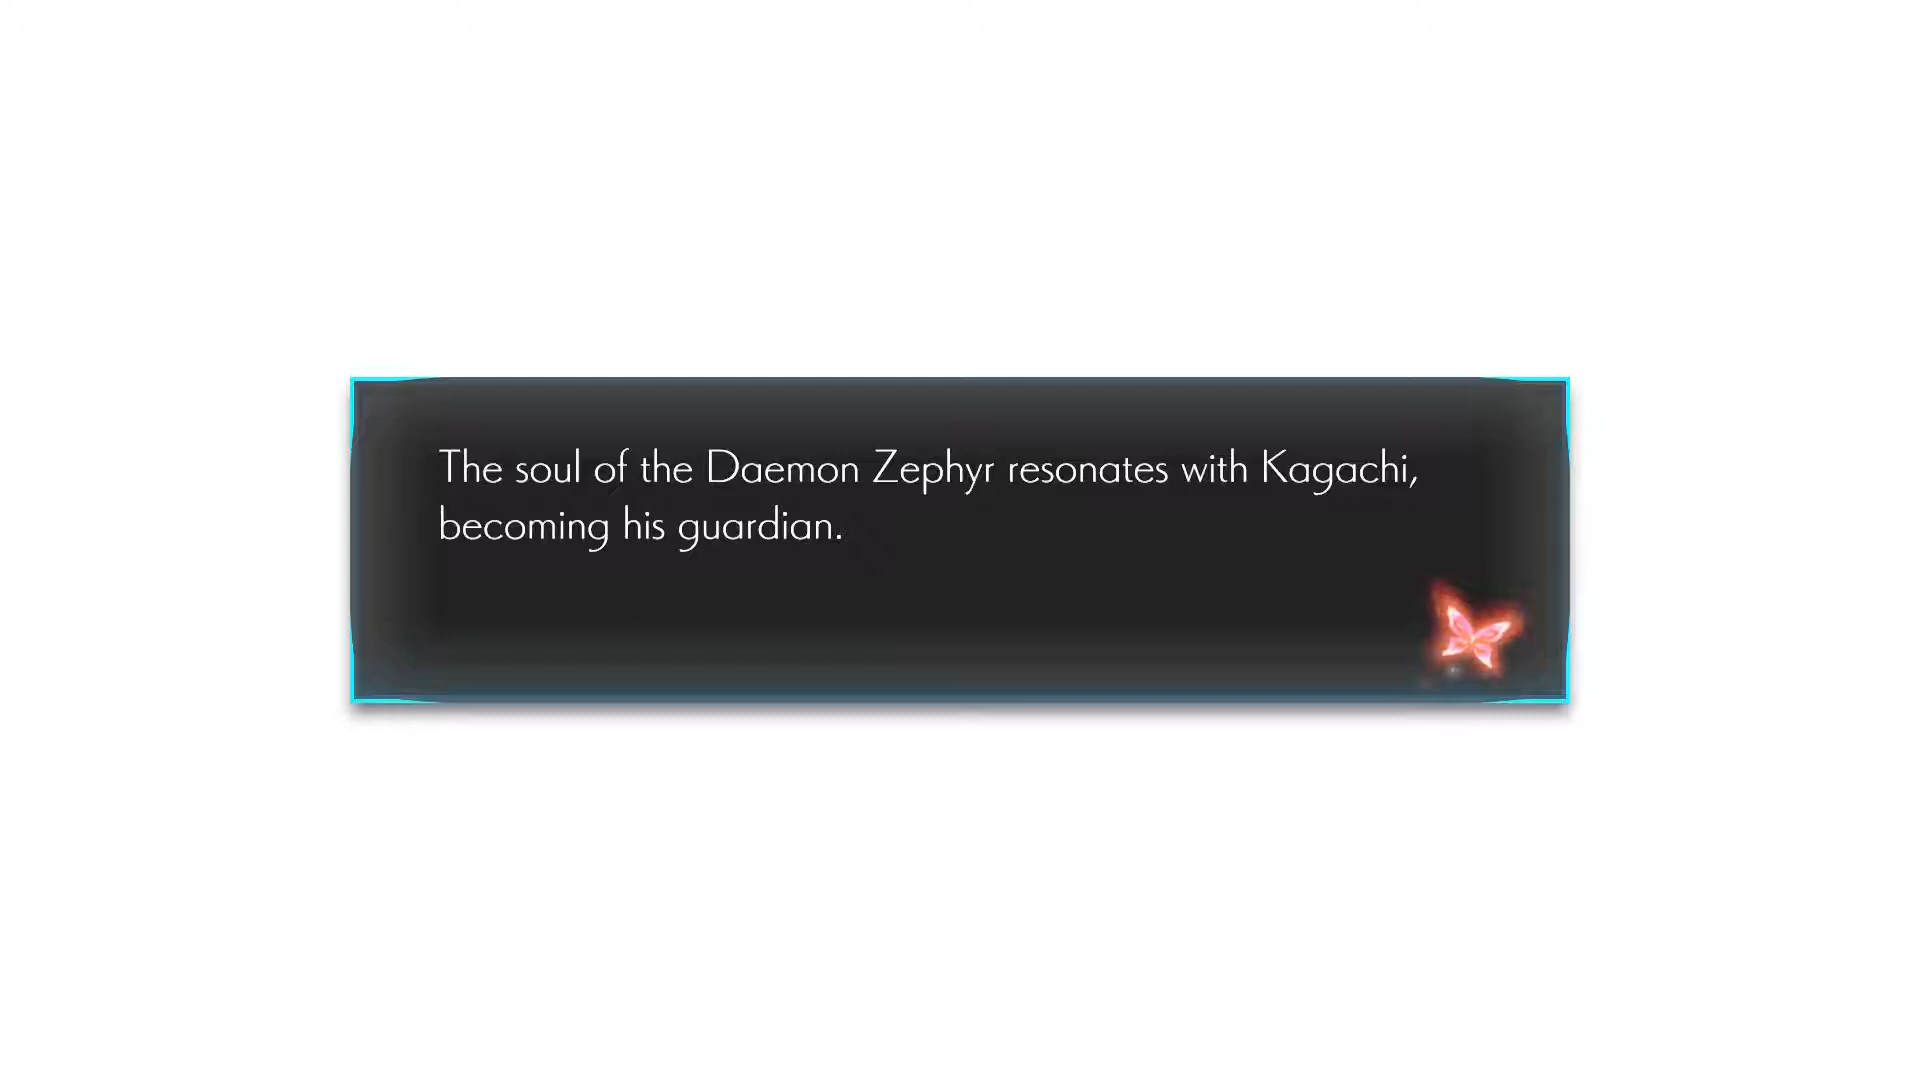 The soul of the Daemon Zephyr resonates with Kagachi,
becoming his guardian.